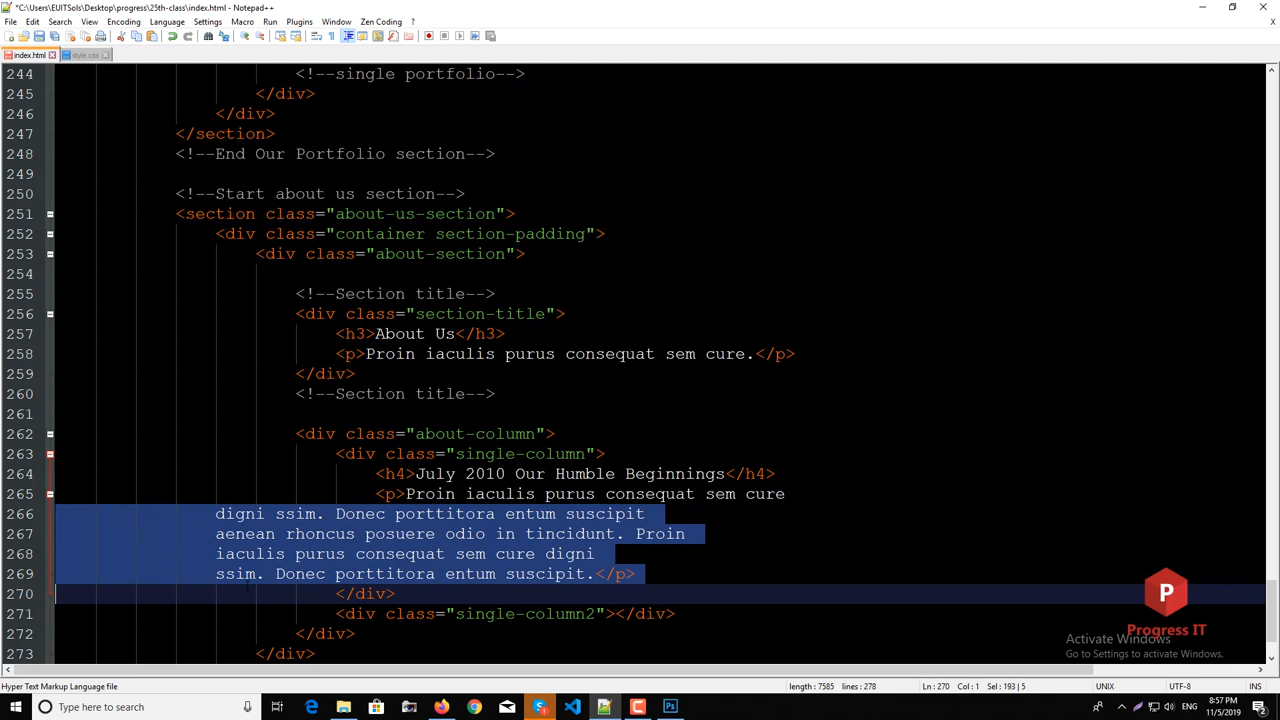 *C:\Users\EUITSols\Desktop\progress\25th-class\index.html - Notepad++
File Edit Search View Encoding Language Settings Macro Run Plugins Window Zen Coding ?
index.html style.css
244 <!--single portfolio-->
245 </div>
246 </div>
247 </section>
248 <!--End Our Portfolio section-->
249
250 <!--Start about us section-->
251 <section class="about-us-section">
252 <div class="container section-padding">
253 <div class="about-section">
254
255 <!--Section title-->
256 <div class="section-title">
257 <h3>About Us</h3>
258 <p>Proin iaculis purus consequat sem cure.</p>
259 </div>
260 <!--Section title-->
261
262 <div class="about-column">
263 <div class="single-column">
264 <h4>July 2010 Our Humble Beginnings</h4>
265 <p>Proin iaculis purus consequat sem cure
266 digni ssim. Donec porttitora entum suscipit
267 aenean rhoncus posuere odio in tincidunt. Proin
268 iaculis purus consequat sem cure digni
269 ssim. Donec porttitora entum suscipit.</p>
270 </div>
271 <div class="single-column2"></div>
272 </div>
273 </div>
P
Progress IT
Activate Windows
Go to Settings to activate Windows.
Hyper Text Markup Language file length : 7585 lines : 278 Ln : 270 Col : 1 Sel : 193 | 5 UNIX UTF-8 INS
Type here to search ENG 8:57 PM
11/5/2019